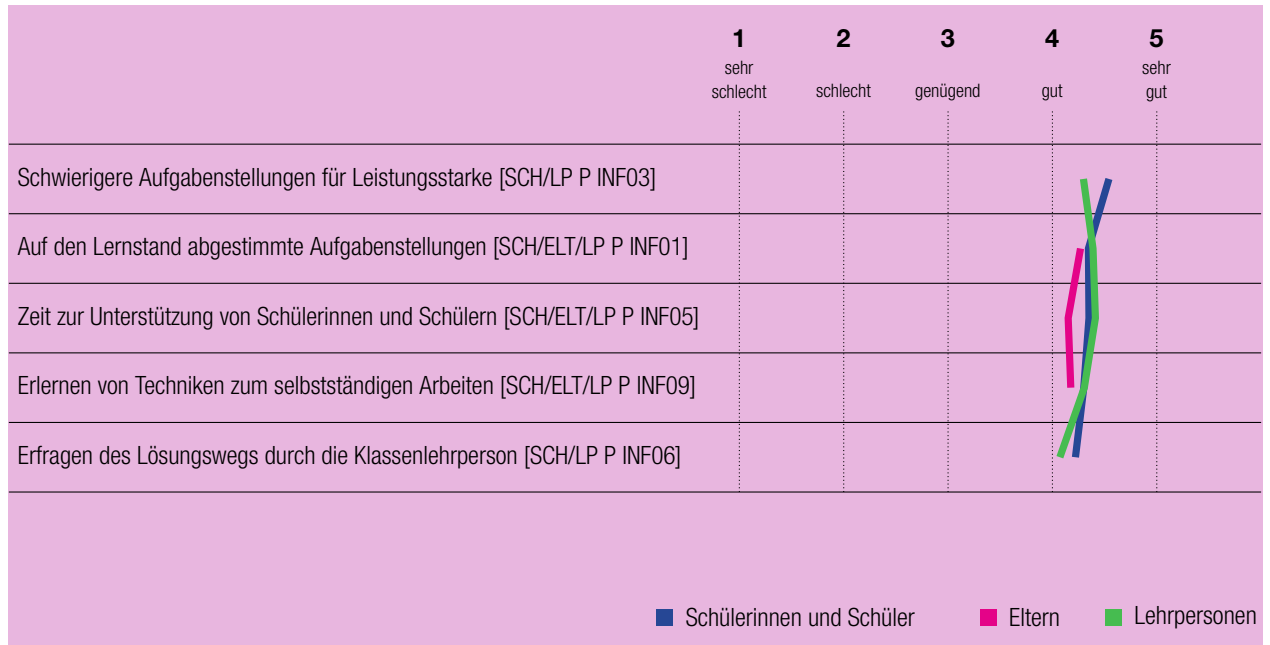 1 2 3 4 5
sehr schlecht schlecht genügend gut sehr gut
Schwierigere Aufgabenstellungen für Leistungsstarke [SCH/LP P INF03]
Auf den Lernstand abgestimmte Aufgabenstellungen [SCH/ELT/LP P INF01]
Zeit zur Unterstützung von Schülerinnen und Schülern [SCH/ELT/LP P INF05]
Erlernen von Techniken zum selbstständigen Arbeiten [SCH/ELT/LP P INF09]
Erfragen des Lösungswegs durch die Klassenlehrperson [SCH/LP P INF06]
Schülerinnen und Schüler Eltern Lehrpersonen